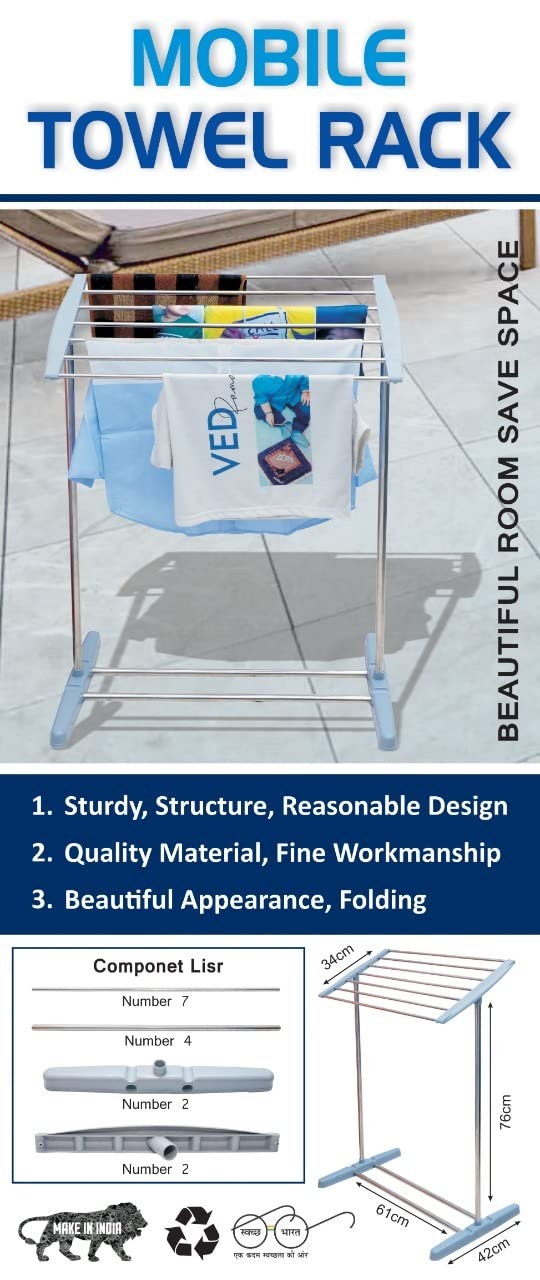 MOBILE
TOWEL RACK
BEAUTIFUL ROOM SAVE SPACE
VED
1. Sturdy, Structure, Reasonable Design
2. Quality Material, Fine Workmanship
3. Beautiful Appearance, Folding
Componet Lisr
Number 7
Number 4
Number 2
Number 2
34cm
76cm
61cm
42cm
MAKE IN INDIA
स्वच्छ भारत
एक कदम स्वच्छता की ओर